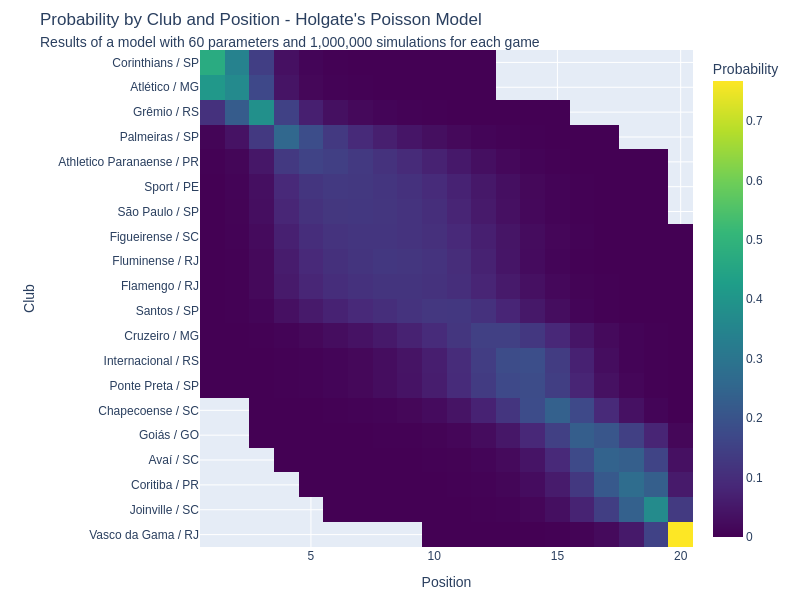 Probability by Club and Position - Holgate's Poisson Model
Results of a model with 60 parameters and 1,000,000 simulations for each game
Probability
Corinthians / SP
Atlético / MG
Grêmio / RS
Palmeiras / SP
Athletico Paranaense / PR
Sport / PE
São Paulo / SP
Figueirense / SC
Fluminense / RJ
Flamengo / RJ
Santos / SP
Cruzeiro / MG
Internacional / RS
Ponte Preta / SP
Chapecoense / SC
Goiás / GO
Avaí / SC
Coritiba / PR
Joinville / SC
Vasco da Gama / RJ
Club
0.7
0.6
0.5
0.4
0.3
0.2
0.1
0
5
10
15
20
Position